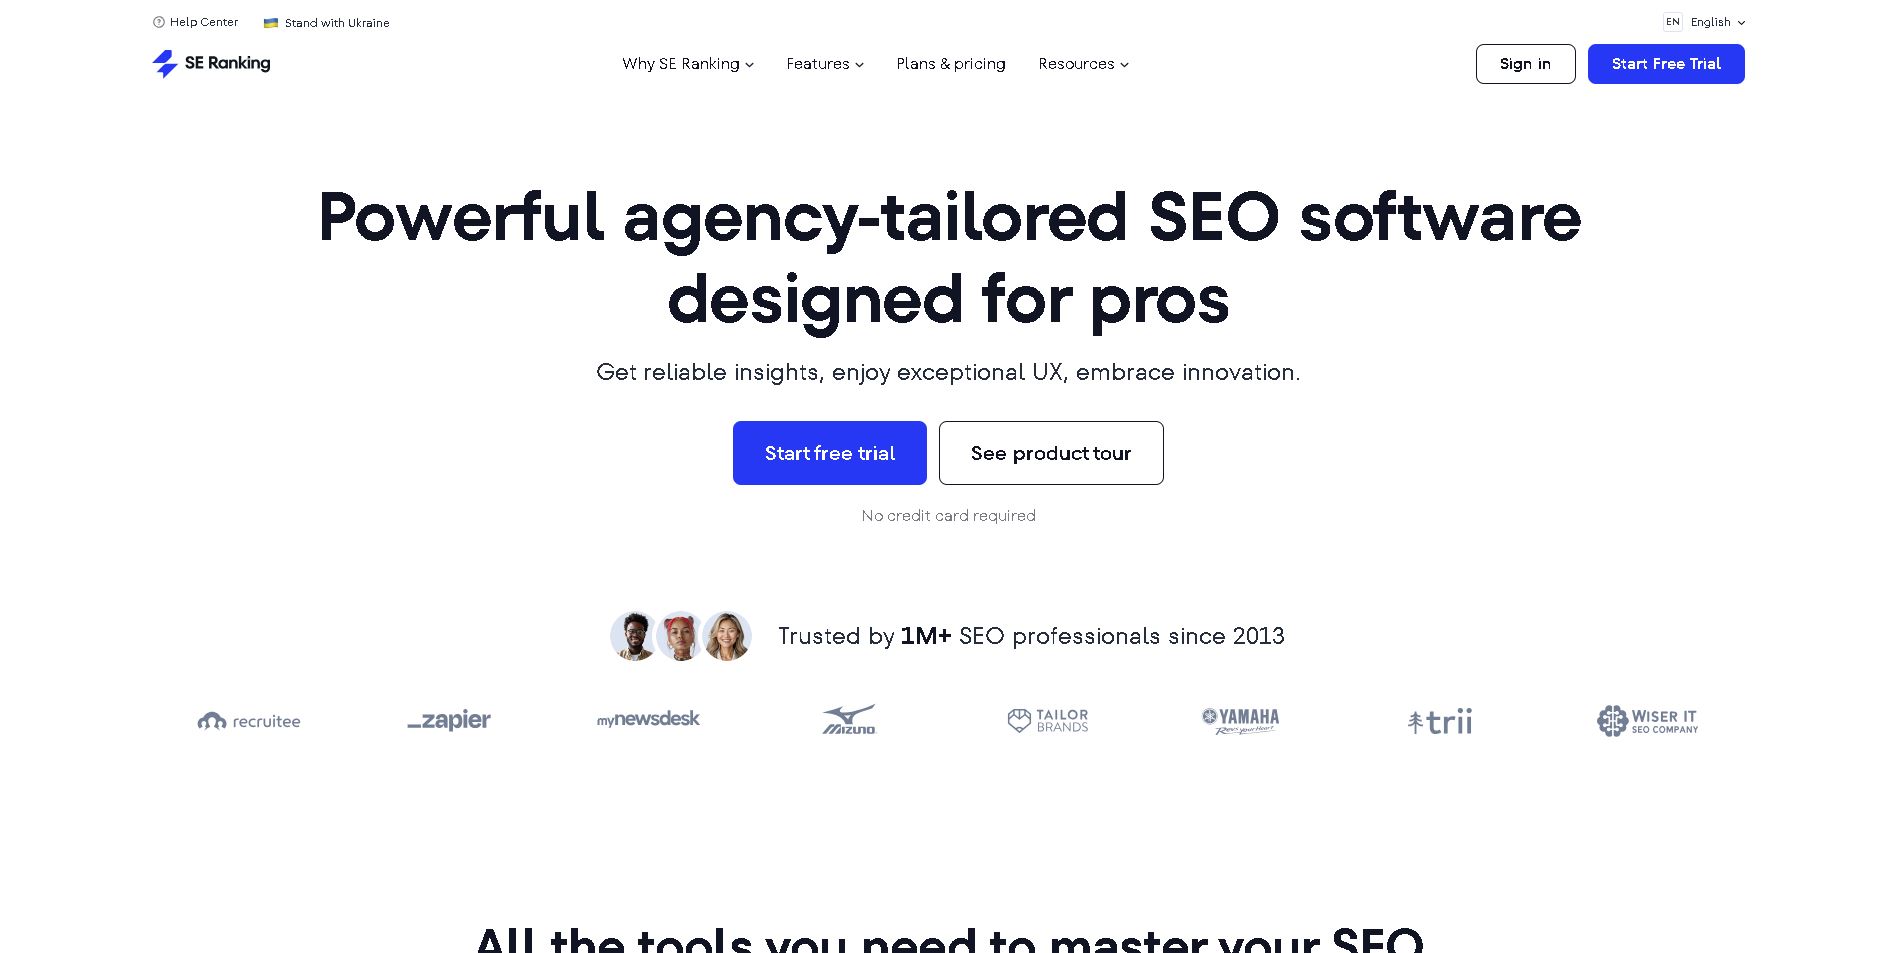 Help Center
Stand with Ukraine
EN English
SE Ranking
Why SE Ranking
Features
Plans & pricing
Resources
Sign in
Start Free Trial
Powerful agency-tailored SEO software
designed for pros
Get reliable insights, enjoy exceptional UX, embrace innovation.
Start free trial
See product tour
No credit card required
Trusted by 1M+ SEO professionals since 2013
recruitee
_zapier
mynewsdesk
MIZUNO
TAILOR
BRANDS
YAMAHA
Revs your Heart
trii
WISER IT
SEO COMPANY
All the tools you need to master your SEO